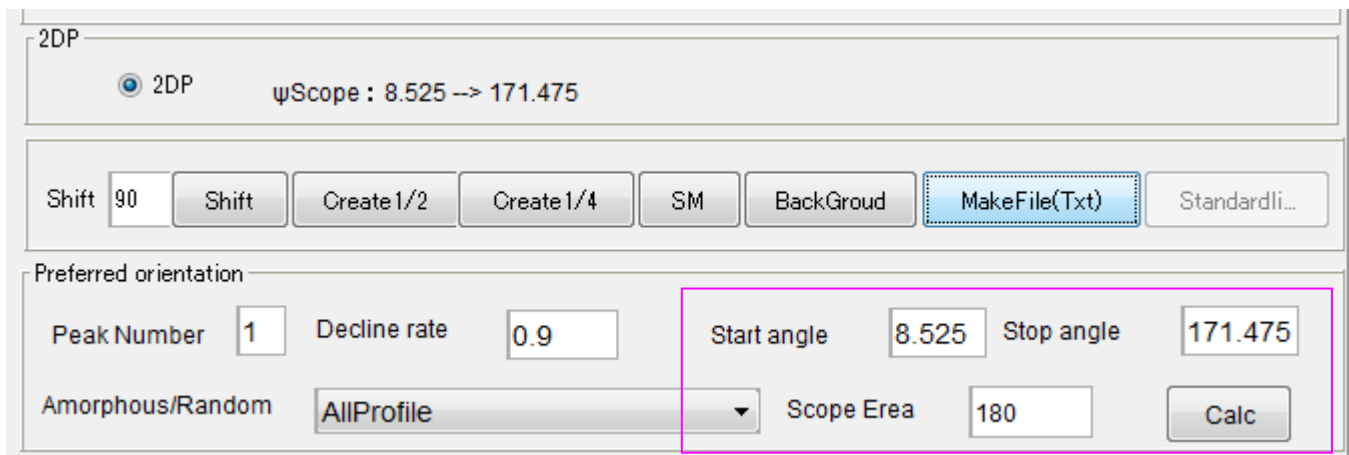 2DP
2DP ψScope : 8.525 --> 171.475
Shift 90 Shift Create1/2 Create1/4 SM BackGroud MakeFile(Txt) Standardli...
Preferred orientation
Peak Number 1 Decline rate 0.9 Start angle 8.525 Stop angle 171.475
Amorphous/Random AllProfile Scope Erea 180 Calc